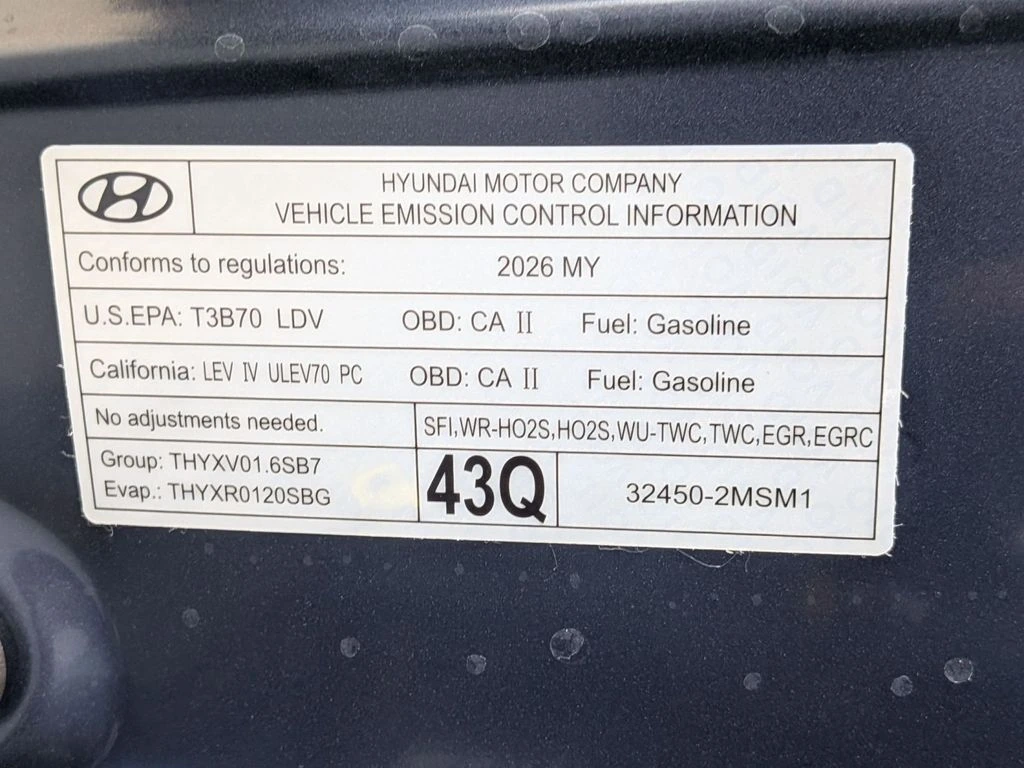 HYUNDAI MOTOR COMPANY
VEHICLE EMISSION CONTROL INFORMATION
Conforms to regulations: 2026 MY
U.S.EPA: T3B70 LDV OBD: CA II Fuel: Gasoline
California: LEV IV ULEV70 PC OBD: CA II Fuel: Gasoline
No adjustments needed. SFI,WR-HO2S,HO2S,WU-TWC,TWC,EGR,EGRC
Group: THYXV01.6SB7
Evap.: THYXR0120SBG
43Q
32450-2MSM1